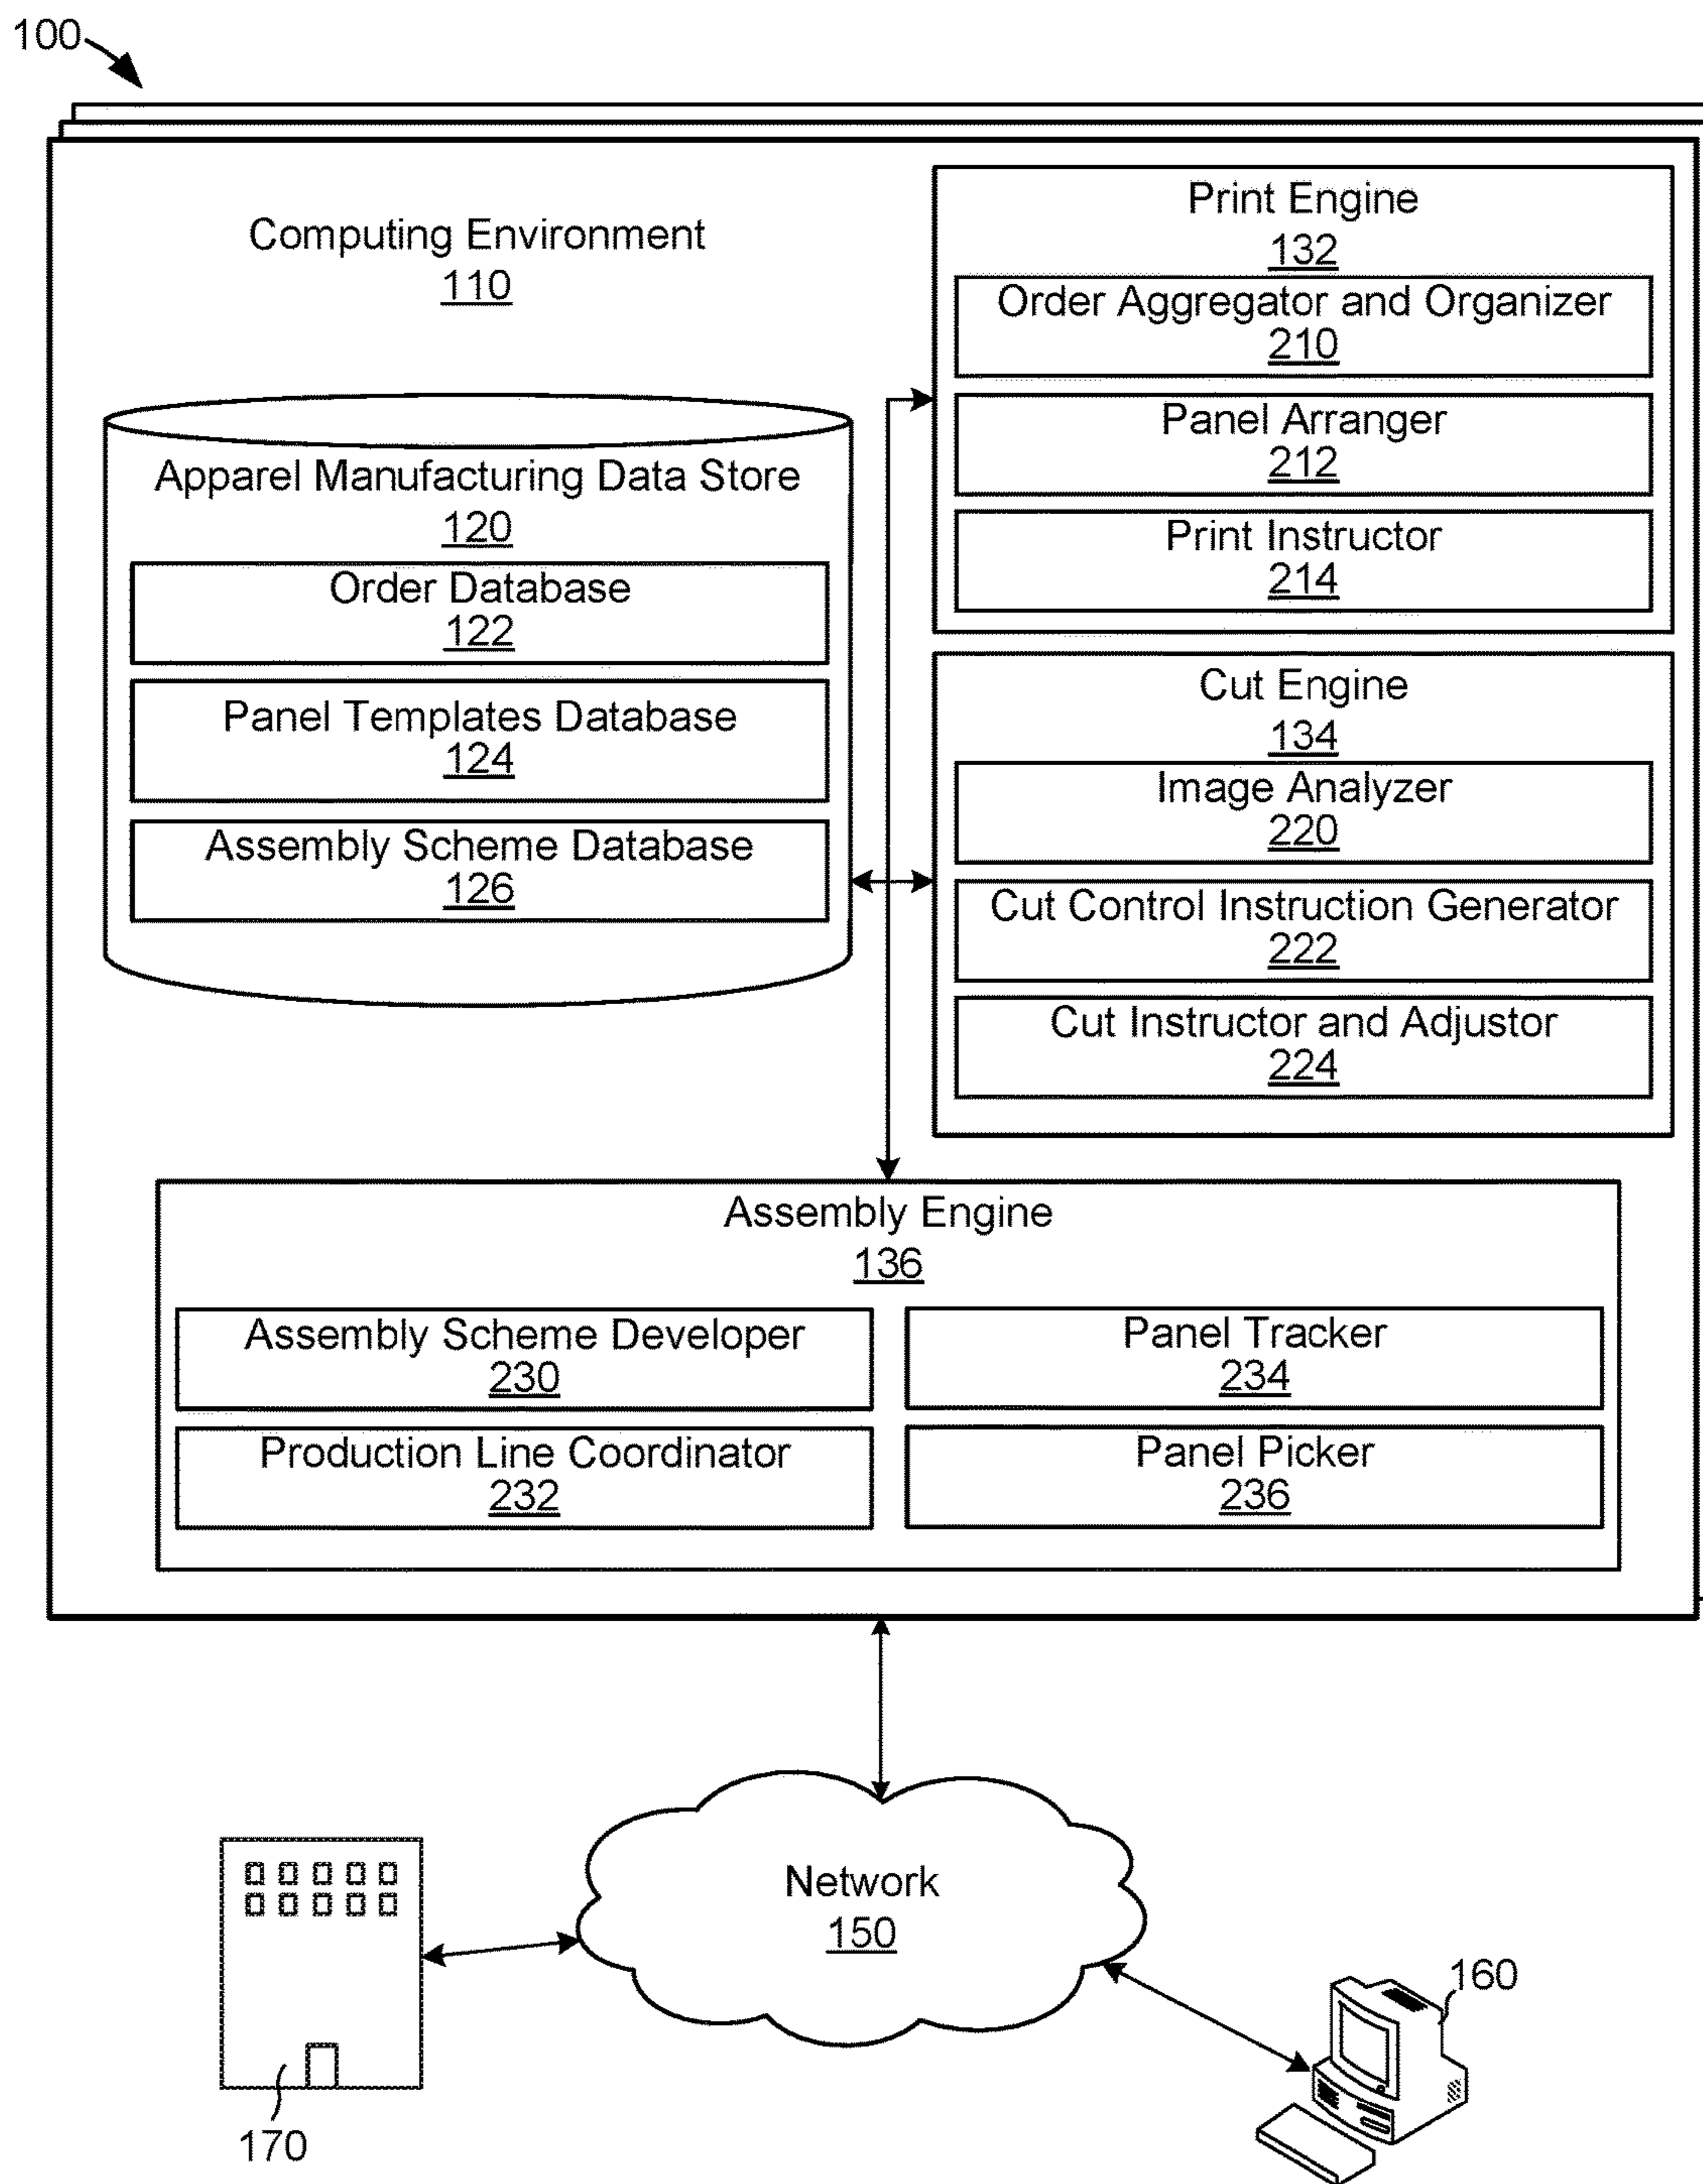 100
Computing Environment
110
Apparel Manufacturing Data Store
120
Order Database
122
Panel Templates Database
124
Assembly Scheme Database
126
Print Engine
132
Order Aggregator and Organizer
210
Panel Arranger
212
Print Instructor
214
Cut Engine
134
Image Analyzer
220
Cut Control Instruction Generator
222
Cut Instructor and Adjustor
224
Assembly Engine
136
Assembly Scheme Developer
230
Production Line Coordinator
232
Panel Tracker
234
Panel Picker
236
Network
150
160
170